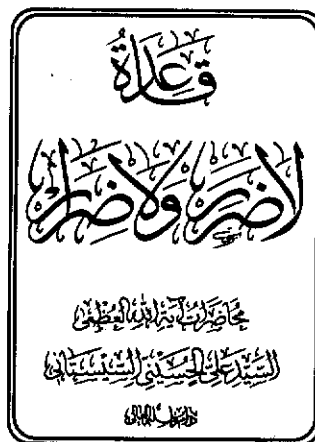 قاعدة
لا ضرر ولا ضرار
محاضرات آية الله العظمى
السيد علي الحسيني السيستاني